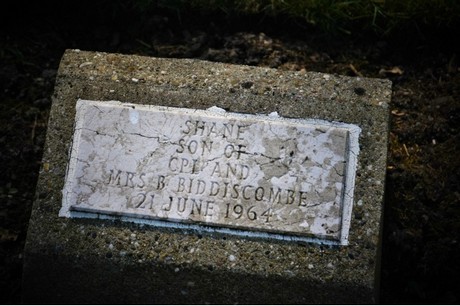 SHANE
SON OF
CPL AND
MRS B BIDDISCOMBE
21 JUNE 1964